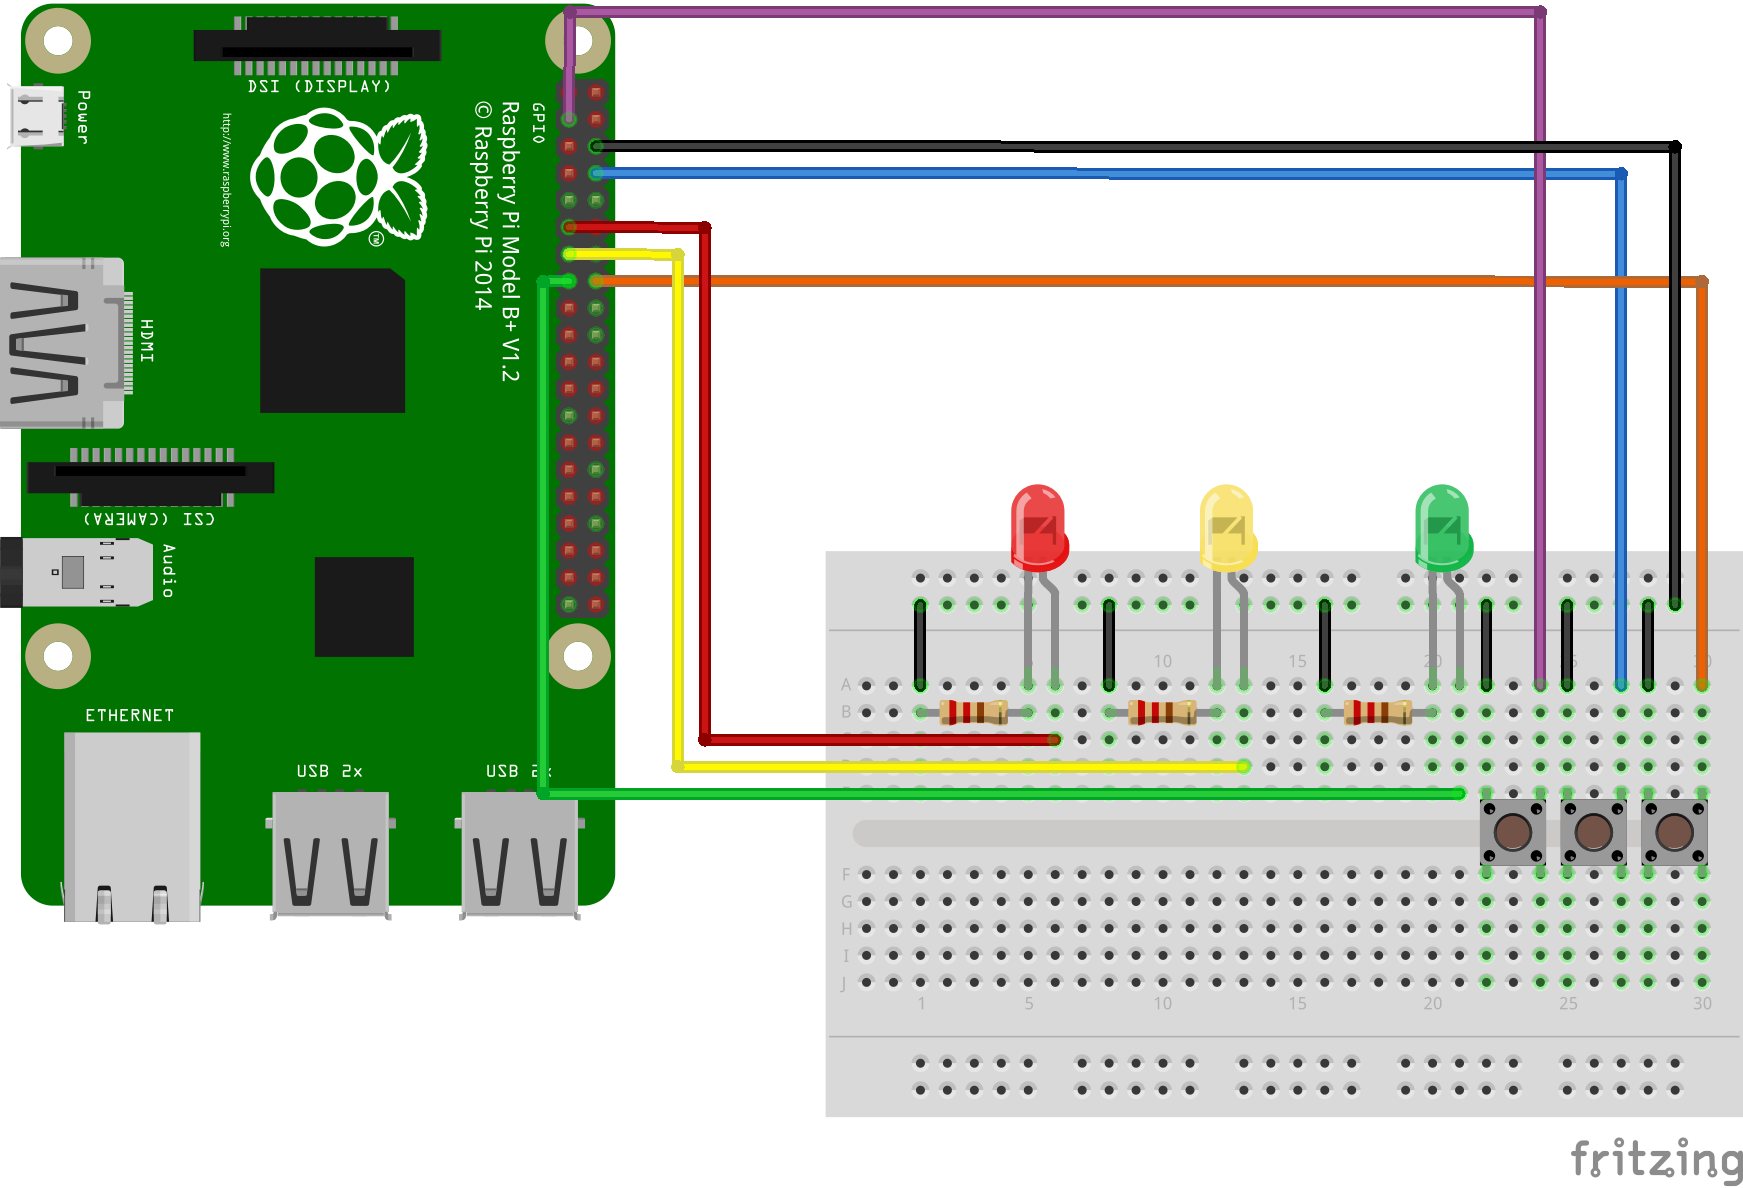 DSI (DISPLAY)
Power
http://www.raspberrypi.org
TM
GPIO
Raspberry Pi Model B+ V1.2
© Raspberry Pi 2014
HDMI
CSI (CAMERA)
Audio
ETHERNET
USB 2x
USB 2x
10 15 20 25 30
A
B
F
G
H
I
J
1 5 10 15 20 25 30
fritzing